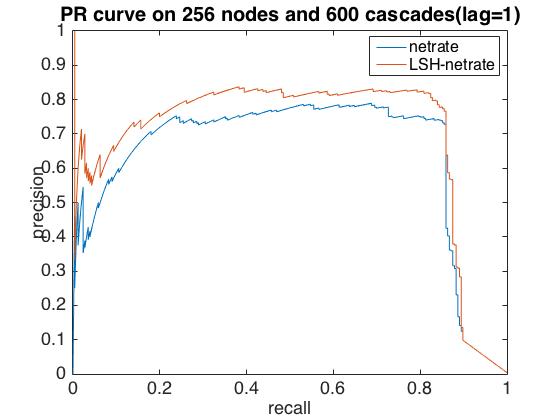 PR curve on 256 nodes and 600 cascades(lag=1)
netrate
LSH-netrate
precision
1
0.9
0.8
0.7
0.6
0.5
0.4
0.3
0.2
0.1
0
0 0.2 0.4 0.6 0.8 1
recall